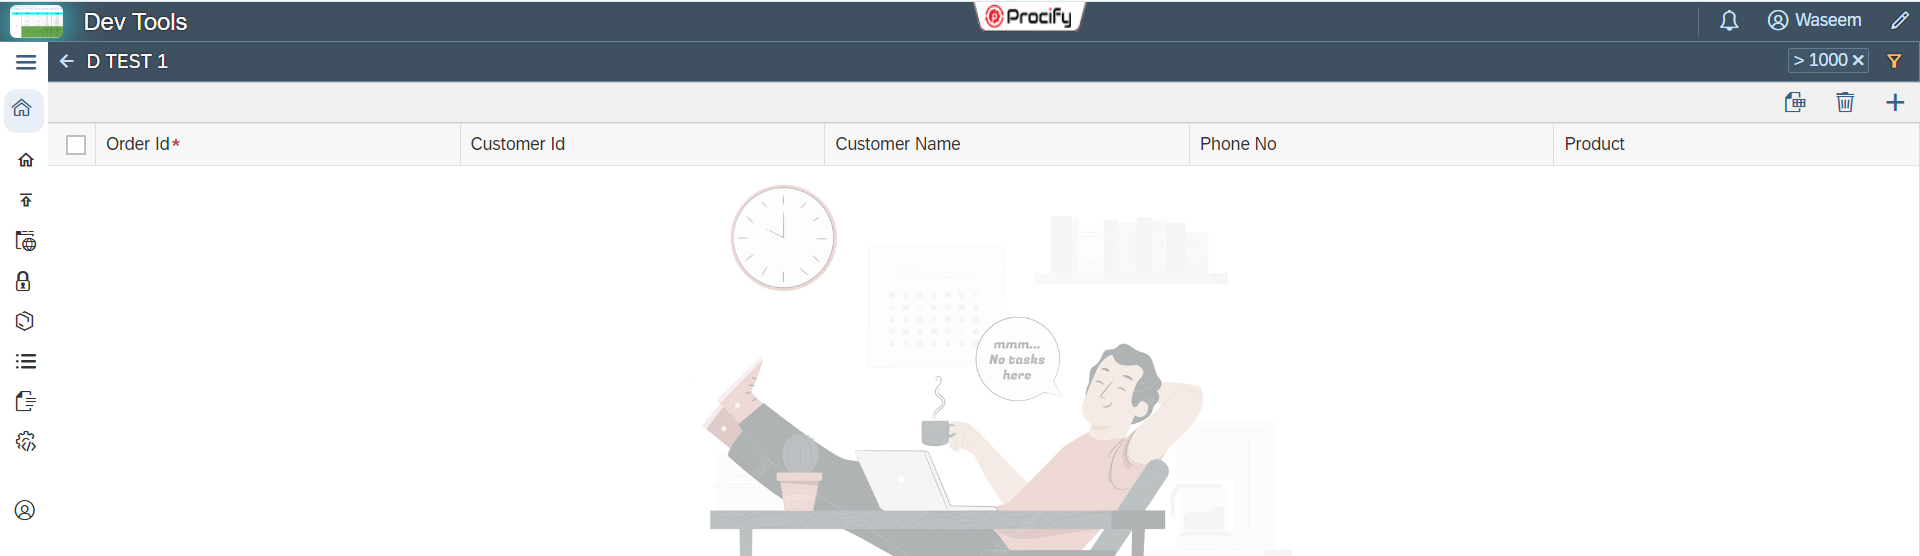 Dev Tools
Procify
Waseem
D TEST 1
> 1000 ×
Order Id*
Customer Id
Customer Name
Phone No
Product
mmm...
No tasks
here